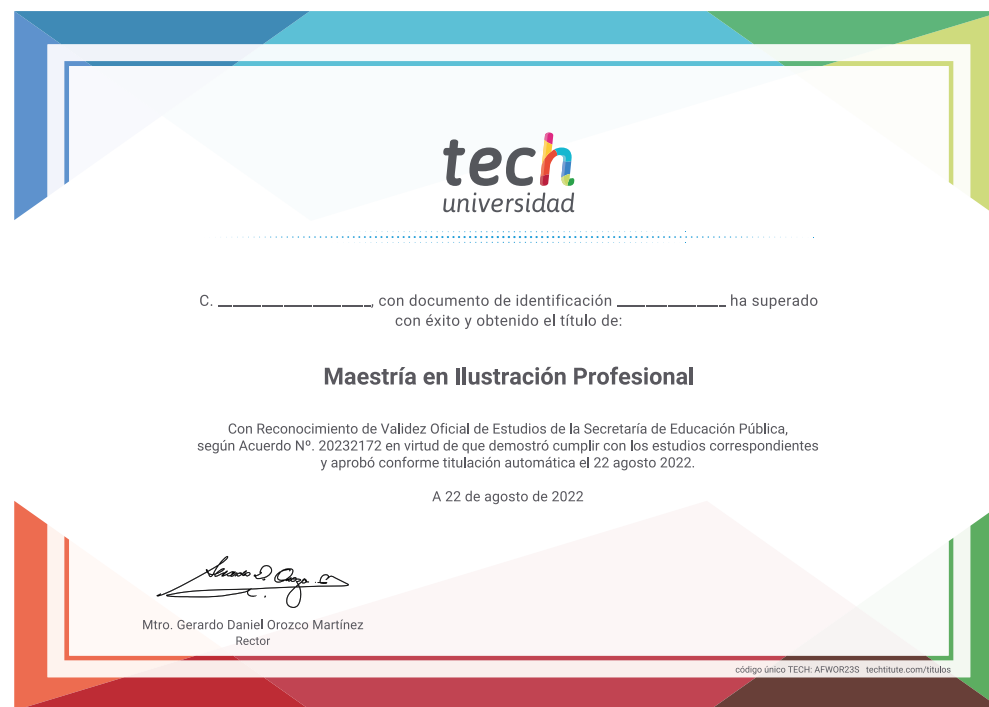 tech
universidad
C. ____________________, con documento de identificación ______________ ha superado
con éxito y obtenido el título de:
Maestría en Ilustración Profesional
Con Reconocimiento de Validez Oficial de Estudios de la Secretaría de Educación Pública,
según Acuerdo Nº. 20232172 en virtud de que demostró cumplir con los estudios correspondientes
y aprobó conforme titulación automática el 22 agosto 2022.
A 22 de agosto de 2022
Mtro. Gerardo Daniel Orozco Martínez
Rector
código único TECH: AFWOR23S techtitute.com/titulos